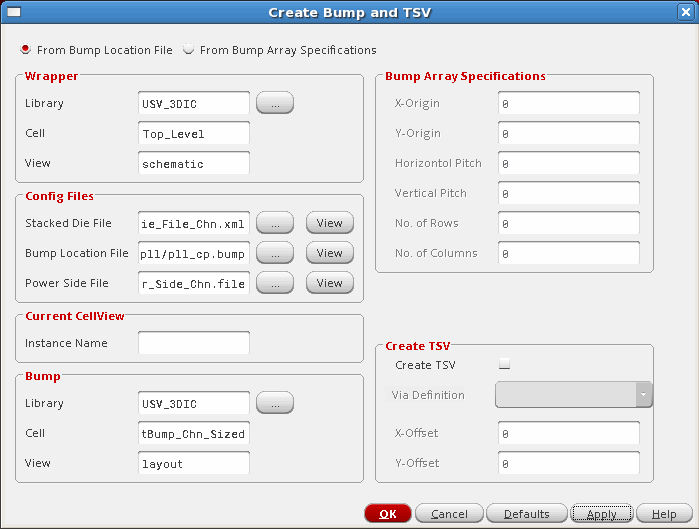 Create Bump and TSV
From Bump Location File From Bump Array Specifications
Wrapper
Library USV_3DIC ...
Cell Top_Level
View schematic
Config Files
Stacked Die File ie_File_Chn.xml ... View
Bump Location File pll/pll_cp.bump ... View
Power Side File r_Side_Chn.file ... View
Current CellView
Instance Name
Bump
Library USV_3DIC ...
Cell tBump_Chn_Sized
View layout
Bump Array Specifications
X-Origin 0
Y-Origin 0
Horizontol Pitch 0
Vertical Pitch 0
No. of Rows 0
No. of Columns 0
Create TSV
Create TSV
Via Definition
X-Offset 0
Y-Offset 0
OK Cancel Defaults Apply Help